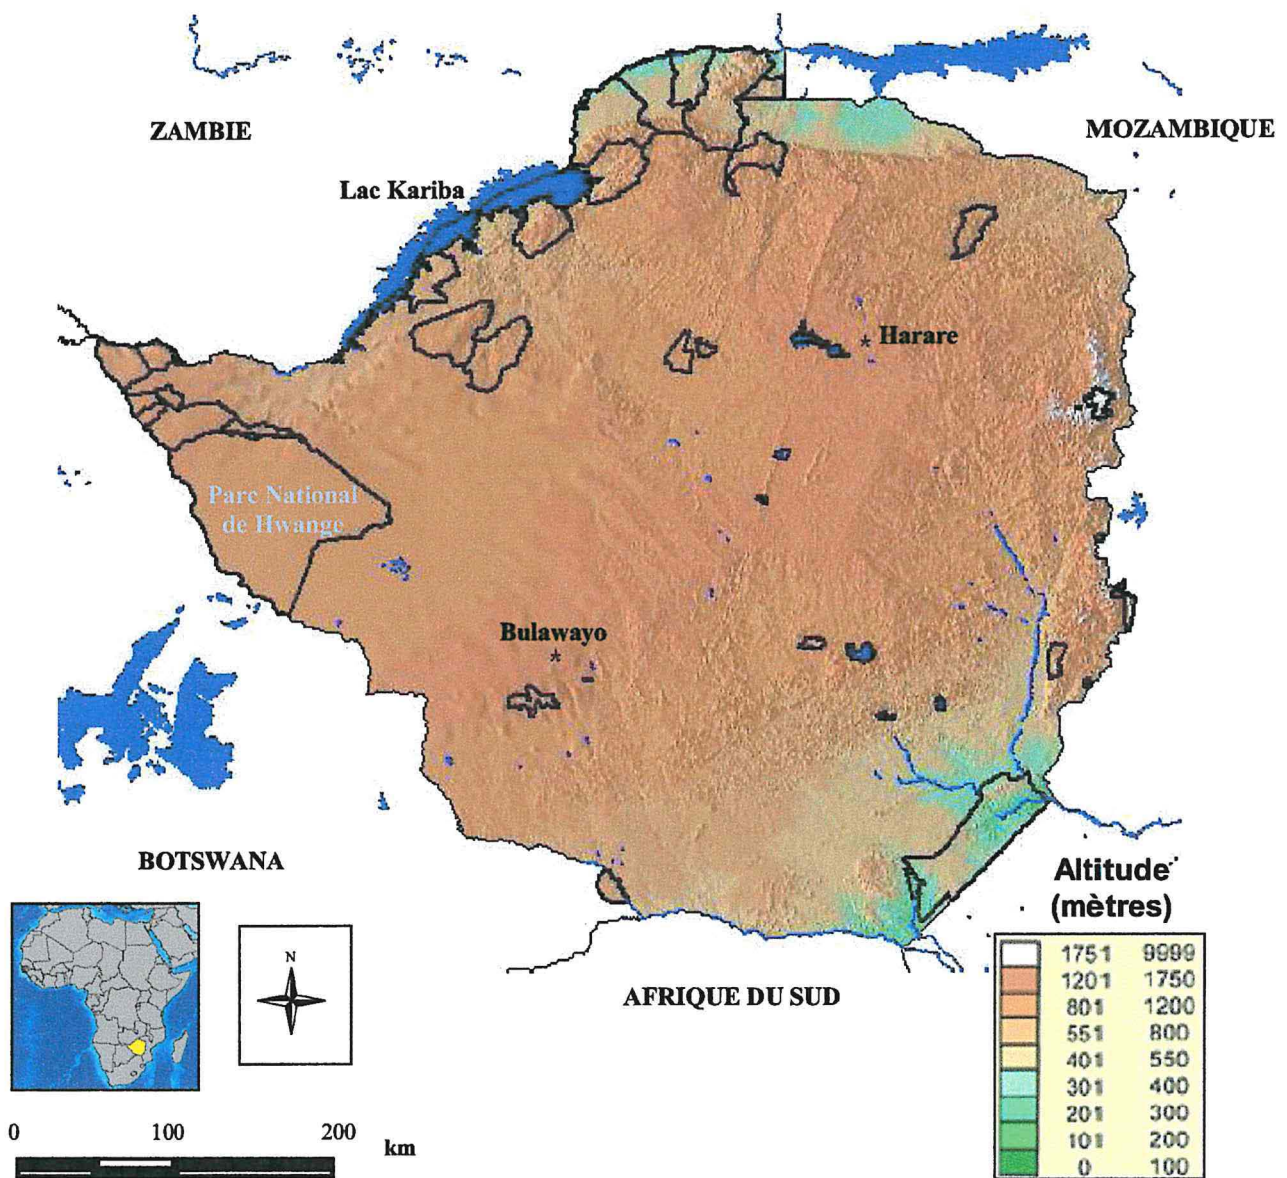 ZAMBIE
MOZAMBIQUE
Lac Kariba
Harare
Parc National
de Hwange
Bulawayo
BOTSWANA
AFRIQUE DU SUD
Altitude
(mètres)
1751 9999
1201 1750
801 1200
551 800
401 550
301 400
201 300
101 200
0 100
N
0 100 200
km